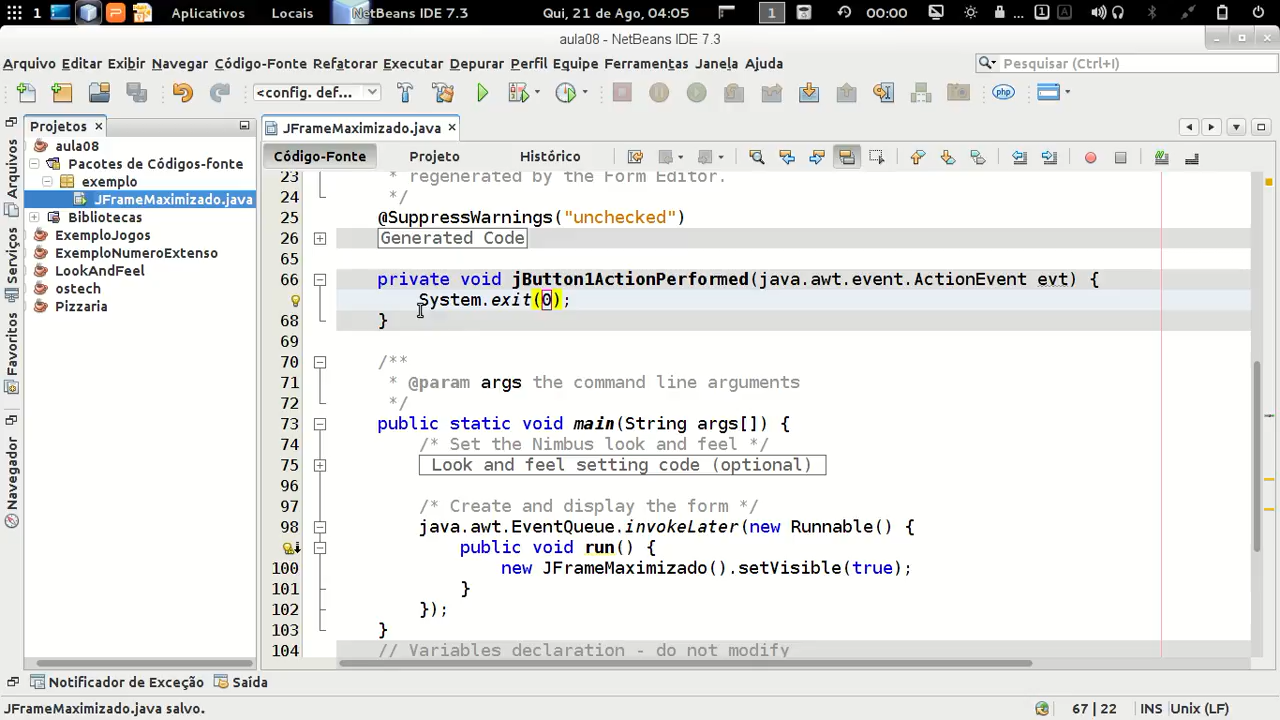 1 Aplicativos Locais NetBeans IDE 7.3 Qui, 21 de Ago, 04:05 1 00:00 ... 1 A
aula08 - NetBeans IDE 7.3
Arquivo Editar Exibir Navegar Código-Fonte Refatorar Executar Depurar Perfil Equipe Ferramentas Janela Ajuda Pesquisar (Ctrl+I)
<config. def... php
Projetos
JFrameMaximizado.java
Código-Fonte Projeto Histórico
Arquivo
Serviços
Favoritos
Navegador
aula08
Pacotes de Códigos-fonte
exemplo
JFrameMaximizado.java
Bibliotecas
ExemploJogos
ExemploNumeroExtenso
LookAndFeel
ostech
Pizzaria
23 * regenerated by the Form Editor.
24 */
25 @SuppressWarnings("unchecked")
26 Generated Code
65
66 private void jButton1ActionPerformed(java.awt.event.ActionEvent evt) {
System.exit(0);
68 }
69
70 /**
71 * @param args the command line arguments
72 */
73 public static void main(String args[]) {
74 /* Set the Nimbus look and feel */
75 Look and feel setting code (optional)
96
97 /* Create and display the form */
98 java.awt.EventQueue.invokeLater(new Runnable() {
public void run() {
100 new JFrameMaximizado().setVisible(true);
101 }
102 });
103 }
104 // Variables declaration - do not modify
Notificador de Exceção Saída
JFrameMaximizado.java salvo. 67 | 22 INS Unix (LF)